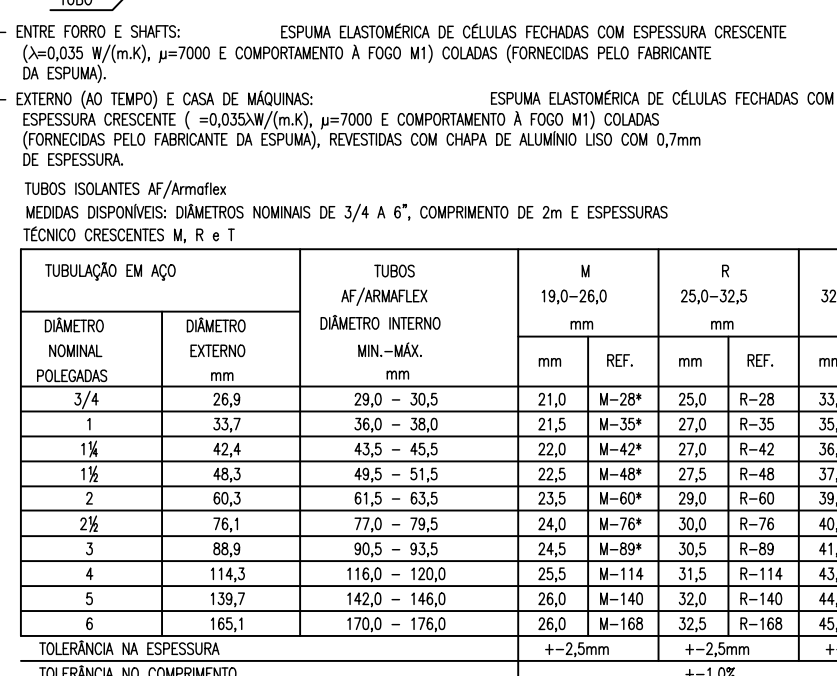 TUBO
– ENTRE FORRO E SHAFTS: ESPUMA ELASTOMÉRICA DE CÉLULAS FECHADAS COM ESPESSURA CRESCENTE
(λ=0,035 W/(m.K), μ=7000 E COMPORTAMENTO À FOGO M1) COLADAS (FORNECIDAS PELO FABRICANTE
DA ESPUMA).
– EXTERNO (AO TEMPO) E CASA DE MÁQUINAS: ESPUMA ELASTOMÉRICA DE CÉLULAS FECHADAS COM
ESPESSURA CRESCENTE ( =0,035λW/(m.K), μ=7000 E COMPORTAMENTO À FOGO M1) COLADAS
(FORNECIDAS PELO FABRICANTE DA ESPUMA), REVESTIDAS COM CHAPA DE ALUMÍNIO LISO COM 0,7mm
DE ESPESSURA.
TUBOS ISOLANTES AF/Armaflex
MEDIDAS DISPONÍVEIS: DIÂMETROS NOMINAIS DE 3/4 A 6", COMPRIMENTO DE 2m E ESPESSURAS
TÉCNICO CRESCENTES M, R e T
TUBULAÇÃO EM AÇO TUBOS M R
AF/ARMAFLEX 19,0–26,0 25,0–32,5 32
DIÂMETRO DIÂMETRO DIÂMETRO INTERNO mm mm
NOMINAL EXTERNO MIN.–MÁX. mm REF. mm REF. mm
POLEGADAS mm mm
3/4 26,9 29,0 – 30,5 21,0 M–28* 25,0 R–28 33,
1 33,7 36,0 – 38,0 21,5 M–35* 27,0 R–35 35,
1¼ 42,4 43,5 – 45,5 22,0 M–42* 27,0 R–42 36,
1½ 48,3 49,5 – 51,5 22,5 M–48* 27,5 R–48 37,
2 60,3 61,5 – 63,5 23,5 M–60* 29,0 R–60 39,
2½ 76,1 77,0 – 79,5 24,0 M–76* 30,0 R–76 40,
3 88,9 90,5 – 93,5 24,5 M–89* 30,5 R–89 41,
4 114,3 116,0 – 120,0 25,5 M–114 31,5 R–114 43,
5 139,7 142,0 – 146,0 26,0 M–140 32,0 R–140 44,
6 165,1 170,0 – 176,0 26,0 M–168 32,5 R–168 45,
TOLERÂNCIA NA ESPESSURA +–2,5mm +–2,5mm +–
TOLERÂNCIA NO COMPRIMENTO +–1,0%